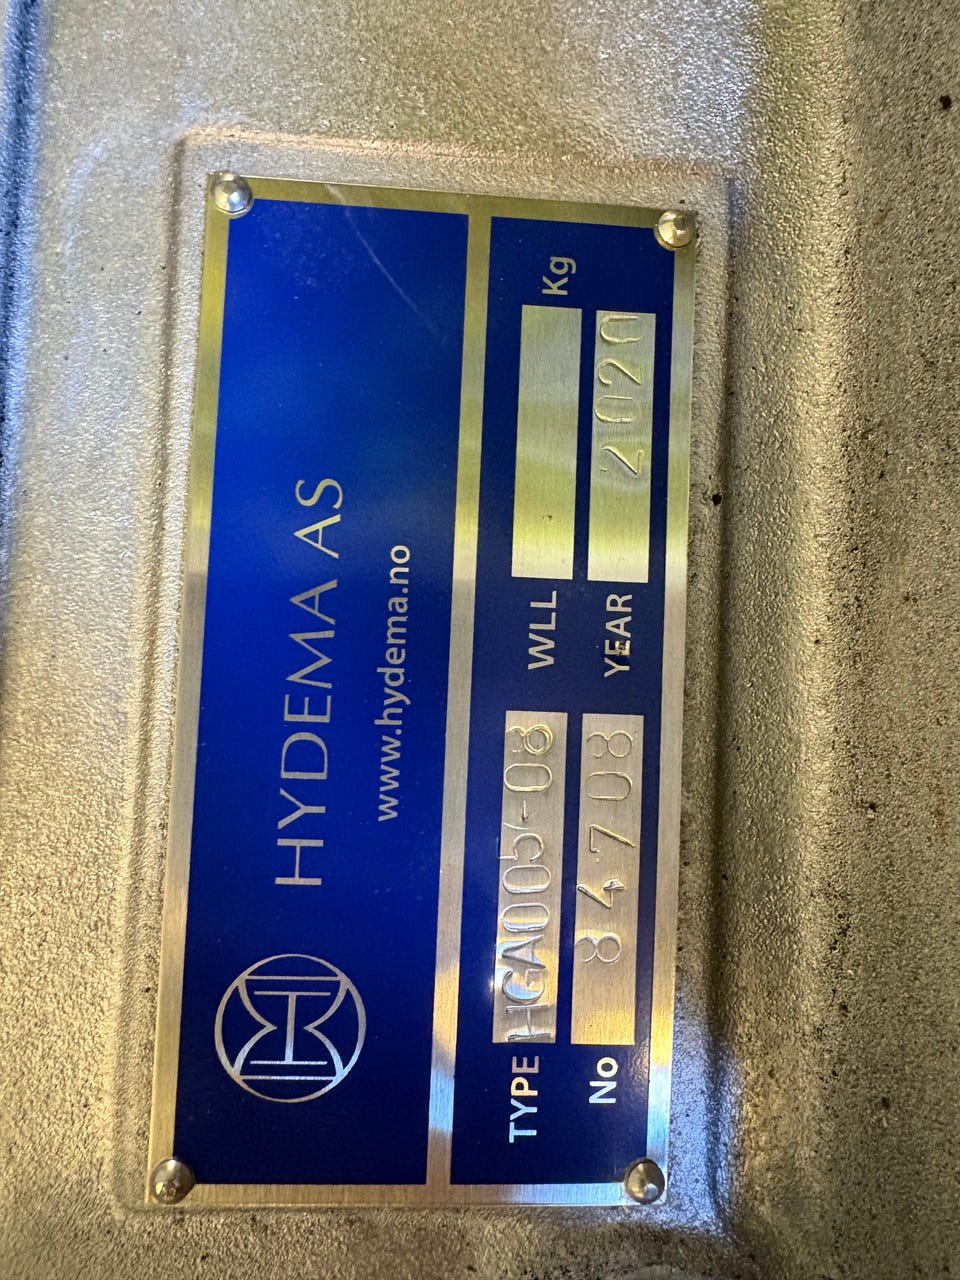 HYDEMA AS
www.hydema.no
TYPE HGA005-08 WLL Kg
No 84708 YEAR 2020